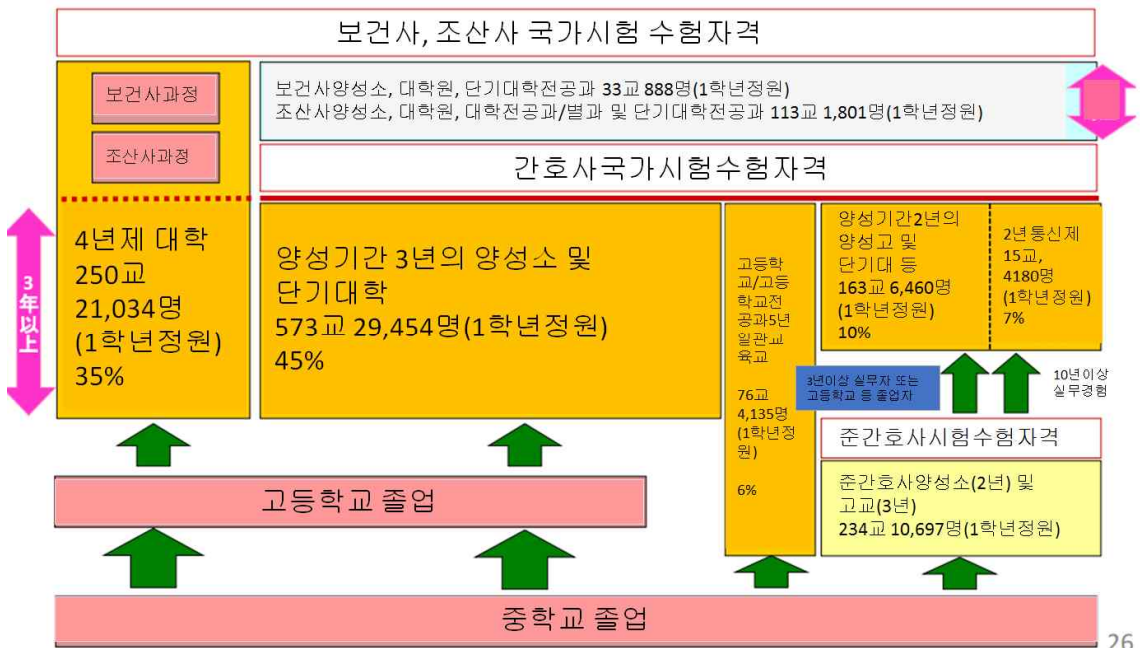 보건사, 조산사 국가시험 수험자격
보건사과정
조산사과정
보건사양성소, 대학원, 단기대학전공과 33교 888명(1학년정원)
조산사양성소, 대학원, 대학전공과/별과 및 단기대학전공과 113교 1,801명(1학년정원)
간호사국가시험수험자격
3年以上
4년제 대학
250교
21,034명
(1학년정원)
35%
양성기간 3년의 양성소 및
단기대학
573교 29,454명(1학년정원)
45%
고등학
교/고등
학교전
공과5년
일관교
육교
76교
4,135명
(1학년정
원)
6%
양성기간2년의
양성고 및
단기대 등
163교 6,460명
(1학년정원)
10%
2년통신제
15교,
4180명
(1학년정원)
7%
3년이상 실무자 또는
고등학교 등 졸업자
10년이상
실무경험
준간호사시험수험자격
준간호사양성소(2년) 및
고교(3년)
234교 10,697명(1학년정원)
고등학교 졸업
중학교 졸업
26